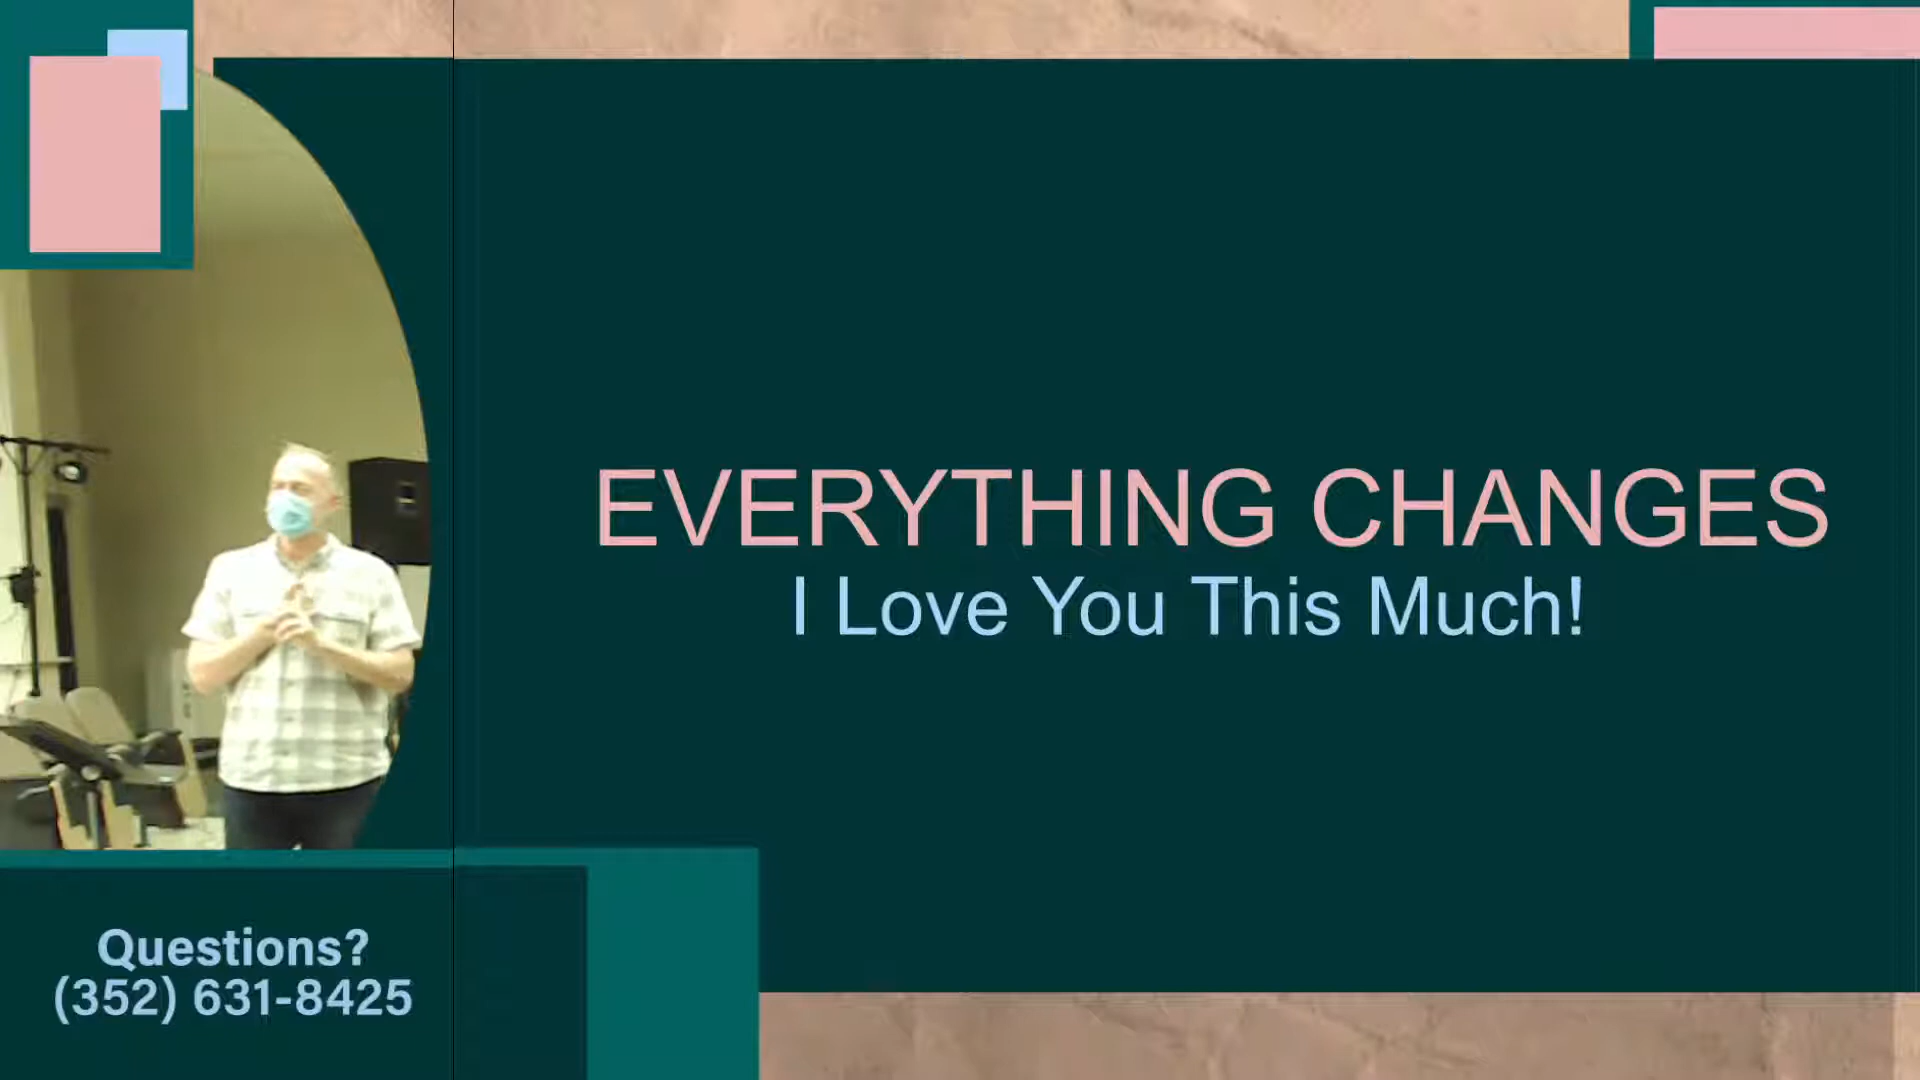 EVERYTHING CHANGES
I Love You This Much!
Questions?
(352) 631-8425